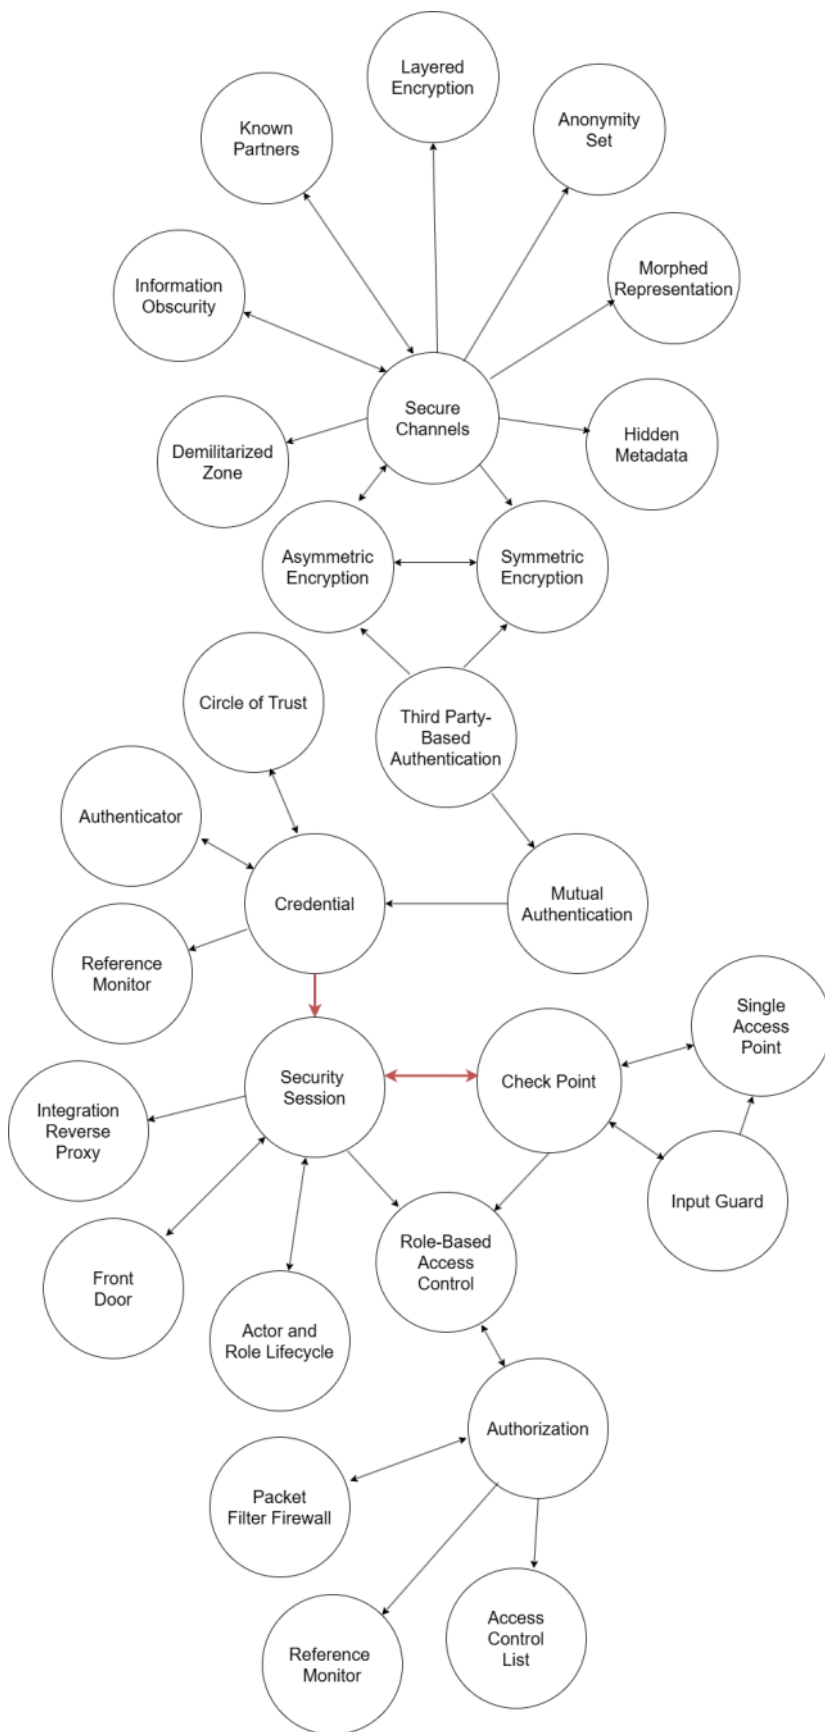 Layered
Encryption
Known
Partners
Anonymity
Set
Information
Obscurity
Morphed
Representation
Secure
Channels
Demilitarized
Zone
Hidden
Metadata
Asymmetric
Encryption
Symmetric
Encryption
Circle of Trust
Third Party-
Based
Authentication
Authenticator
Credential
Mutual
Authentication
Reference
Monitor
Single
Access
Point
Security
Session
Check Point
Integration
Reverse
Proxy
Input Guard
Role-Based
Access
Control
Front
Door
Actor and
Role Lifecycle
Authorization
Packet
Filter Firewall
Access
Control
List
Reference
Monitor